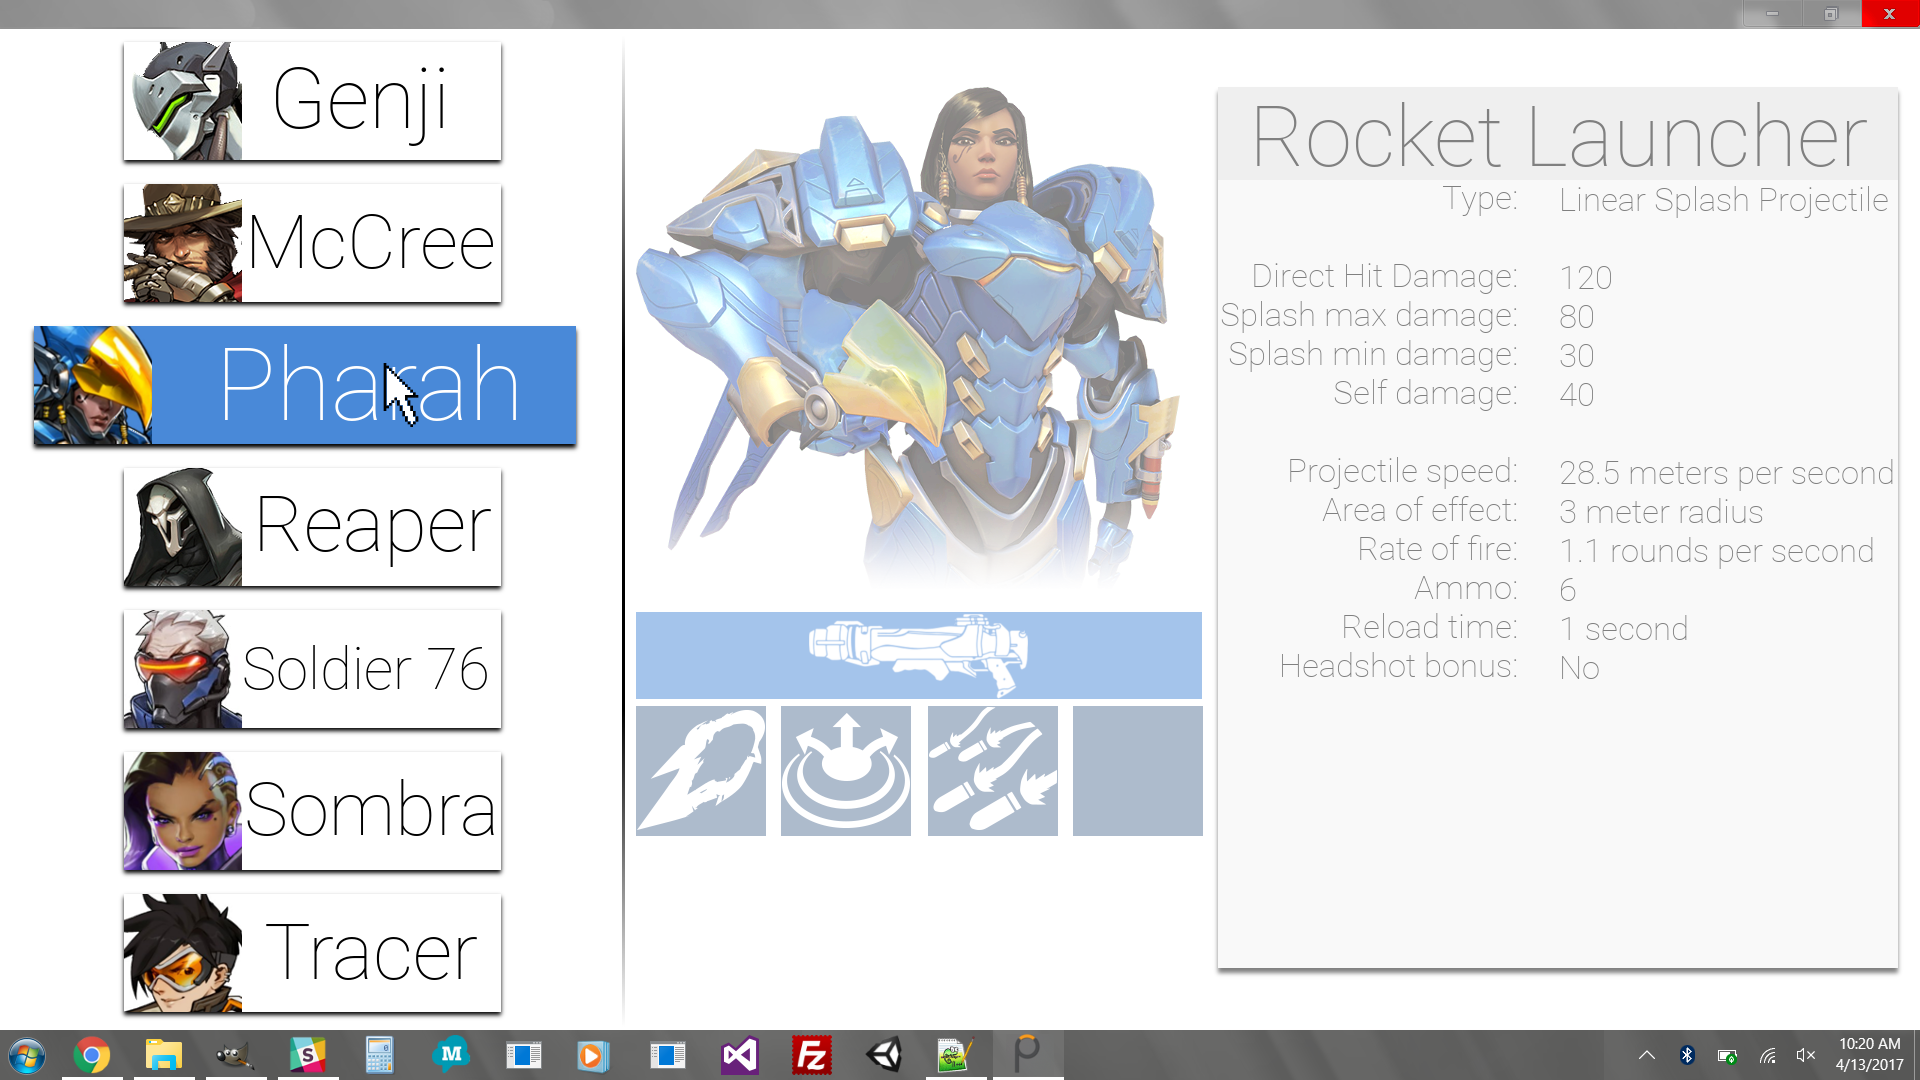 Genji
McCree
Pharah
Reaper
Soldier 76
Sombra
Tracer
Rocket Launcher
Type: Linear Splash Projectile
Direct Hit Damage: 120
Splash max damage: 80
Splash min damage: 30
Self damage: 40
Projectile speed: 28.5 meters per second
Area of effect: 3 meter radius
Rate of fire: 1.1 rounds per second
Ammo: 6
Reload time: 1 second
Headshot bonus: No
S
M
Fz
10:20 AM
4/13/2017